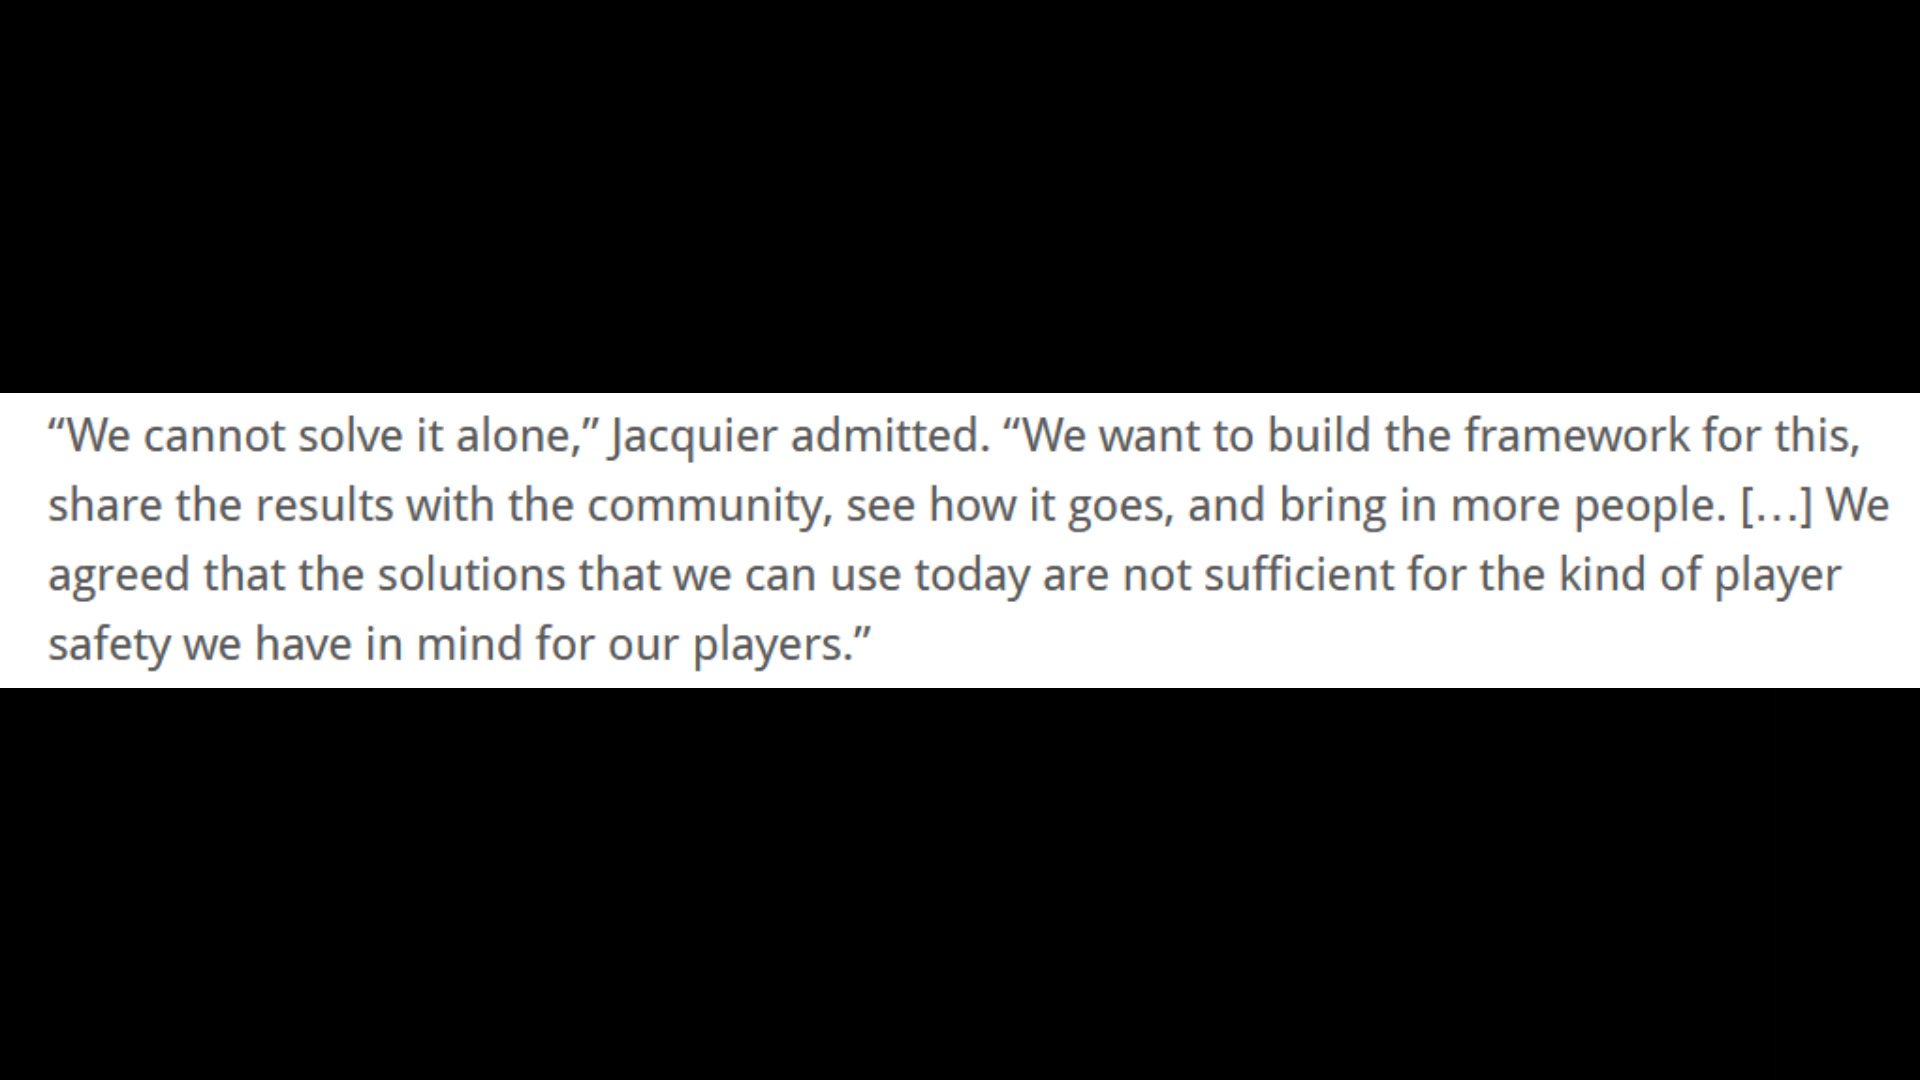 “We cannot solve it alone,” Jacquier admitted. “We want to build the framework for this,
share the results with the community, see how it goes, and bring in more people. […] We
agreed that the solutions that we can use today are not sufficient for the kind of player
safety we have in mind for our players.”